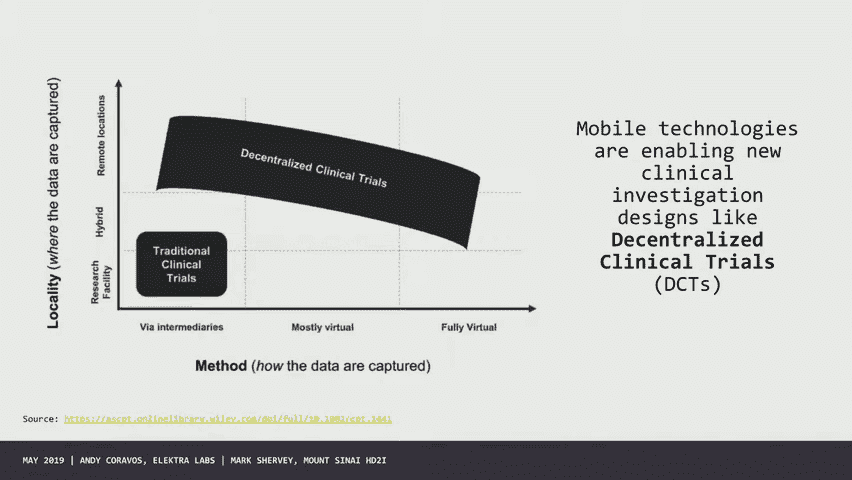 Locality (where the data are captured)
Remote locations
Hybrid
Research
Facility
Decentralized Clinical Trials
Traditional
Clinical
Trials
Via intermediaries
Mostly virtual
Fully Virtual
Method (how the data are captured)
Mobile technologies
are enabling new
clinical
investigation
designs like
Decentralized
Clinical Trials
(DCTs)
Source: https://ascpt.onlinelibrary.wiley.com/doi/full/10.1002/cpt.1441
MAY 2019 | ANDY CORAVOS, ELEKTRA LABS | MARK SHERVEY, MOUNT SINAI HD2I